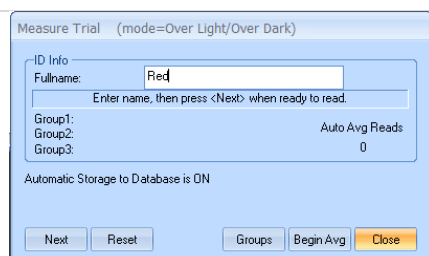 Measure Trial (mode=Over Light/Over Dark)
ID Info
Fullname: Red
Enter name, then press <Next> when ready to read.
Group1:
Group2:
Group3:
Auto Avg Reads
0
Automatic Storage to Database is ON
Next Reset Groups Begin Avg Close